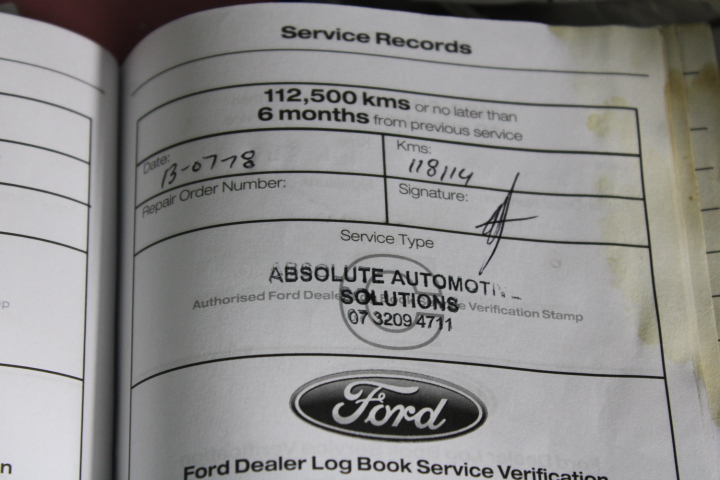 Service Records
112,500 kms or no later than
6 months from previous service
Date: 13-07-18
Kms: 118114
Repair Order Number:
Signature:
Service Type
C
ABSOLUTE AUTOMOTI
Authorised Ford Deale e Verification Stamp
SOLUTIONS
07 3209 4711
Ford
Ford Dealer Log Book Service Verification
n